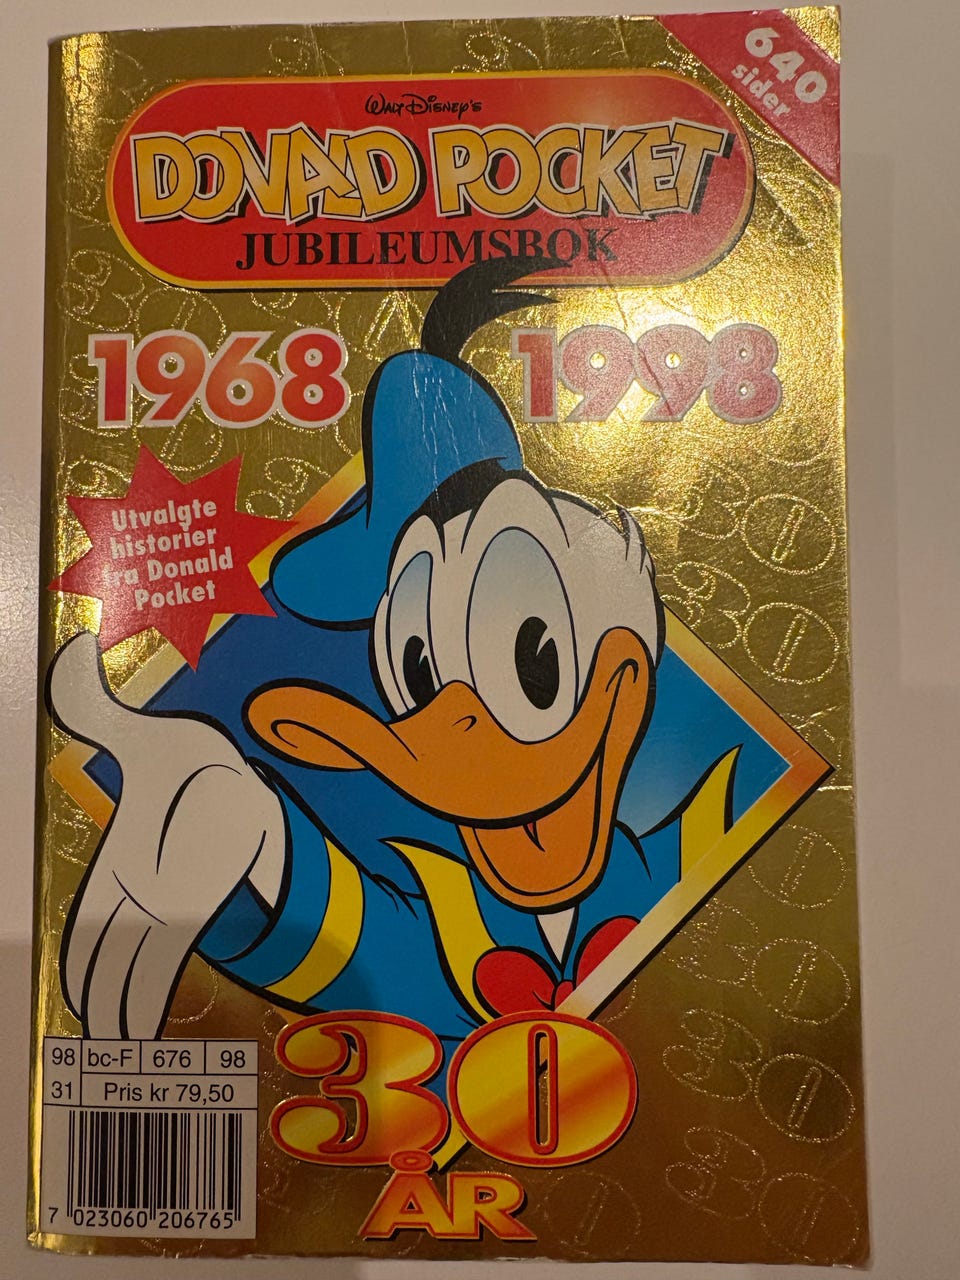 640
sider
WALT DISNEY'S
DONALD POCKET
JUBILEUMSBOK
1968 1998
Utvalgte
historier
fra Donald
Pocket
30
ÅR
98 bc-F 676 98
31 Pris kr 79,50
7 023060 206765